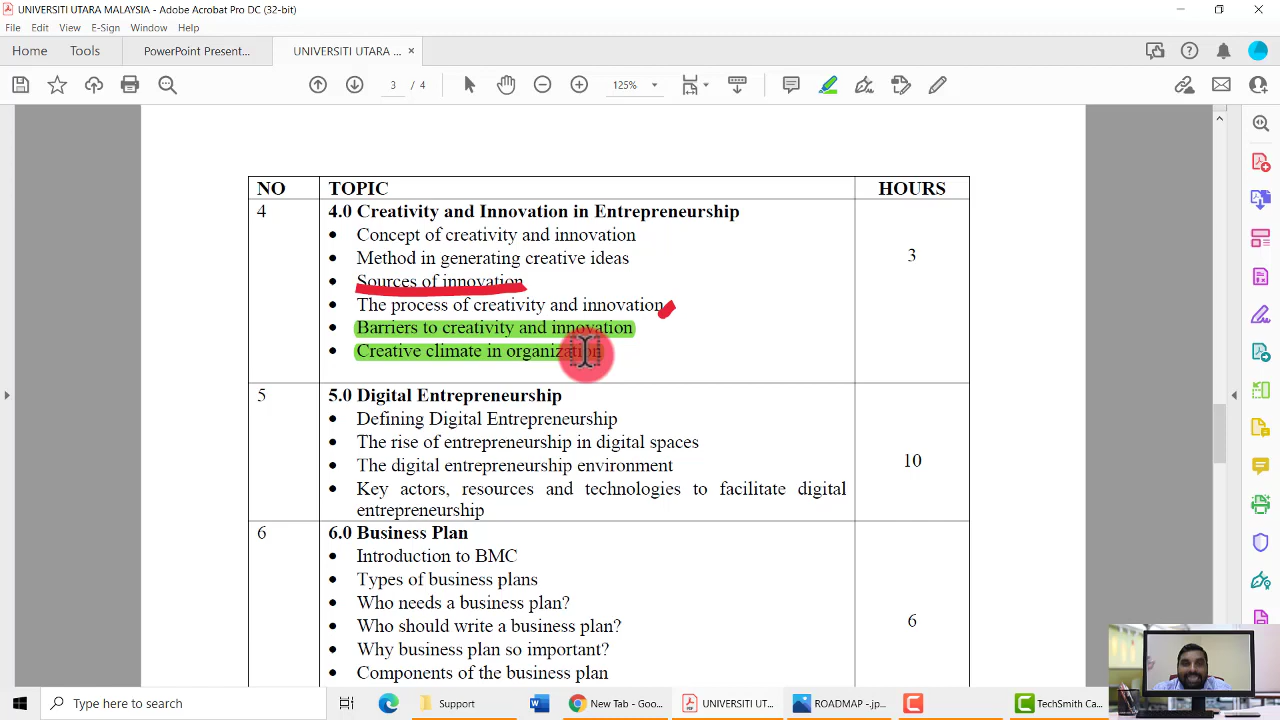 UNIVERSITI UTARA MALAYSIA - Adobe Acrobat Pro DC (32-bit)
File Edit View E-Sign Window Help
Home Tools PowerPoint Present... UNIVERSITI UTARA ... ×
3 / 4 125%
NO TOPIC HOURS
4 4.0 Creativity and Innovation in Entrepreneurship
• Concept of creativity and innovation
3
• Method in generating creative ideas
• Sources of innovation
• The process of creativity and innovation
• Barriers to creativity and innovation
• Creative climate in organization
5 5.0 Digital Entrepreneurship
• Defining Digital Entrepreneurship
• The rise of entrepreneurship in digital spaces
10
• The digital entrepreneurship environment
• Key actors, resources and technologies to facilitate digital
entrepreneurship
6 6.0 Business Plan
• Introduction to BMC
• Types of business plans
• Who needs a business plan?
6
• Who should write a business plan?
• Why business plan so important?
• Components of the business plan
Type here to search Suppor New Tab - Goo... UNIVERSITI UT... ROADMAP -.jp... TechSmith Ca...